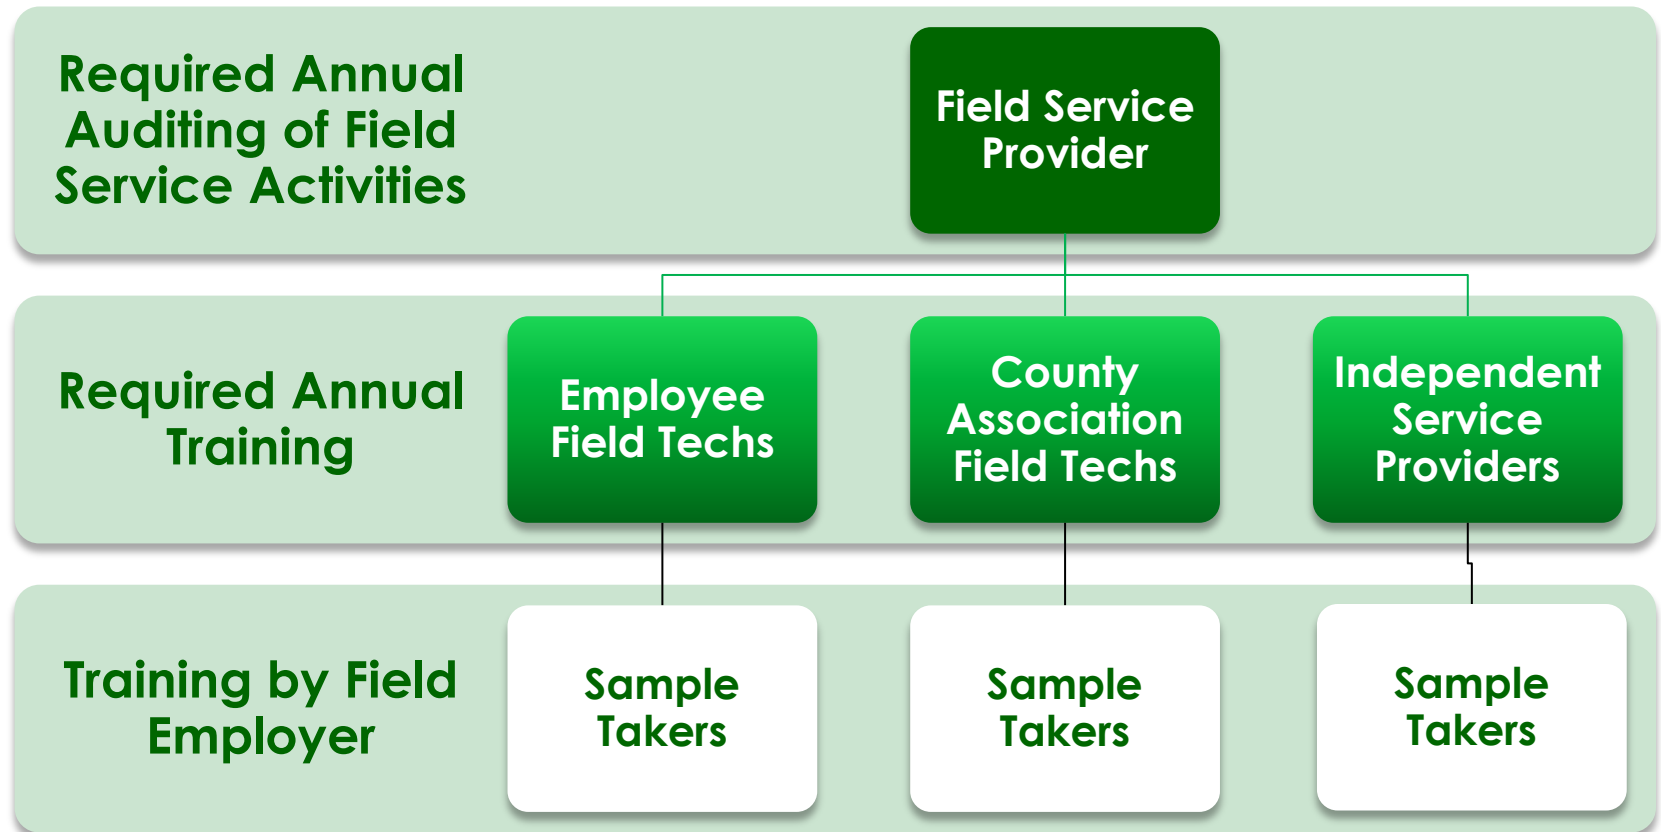 Required Annual
Auditing of Field
Service Activities
Field Service
Provider
Required Annual
Training
Employee
Field Techs
County
Association
Field Techs
Independent
Service
Providers
Training by Field
Employer
Sample
Takers
Sample
Takers
Sample
Takers